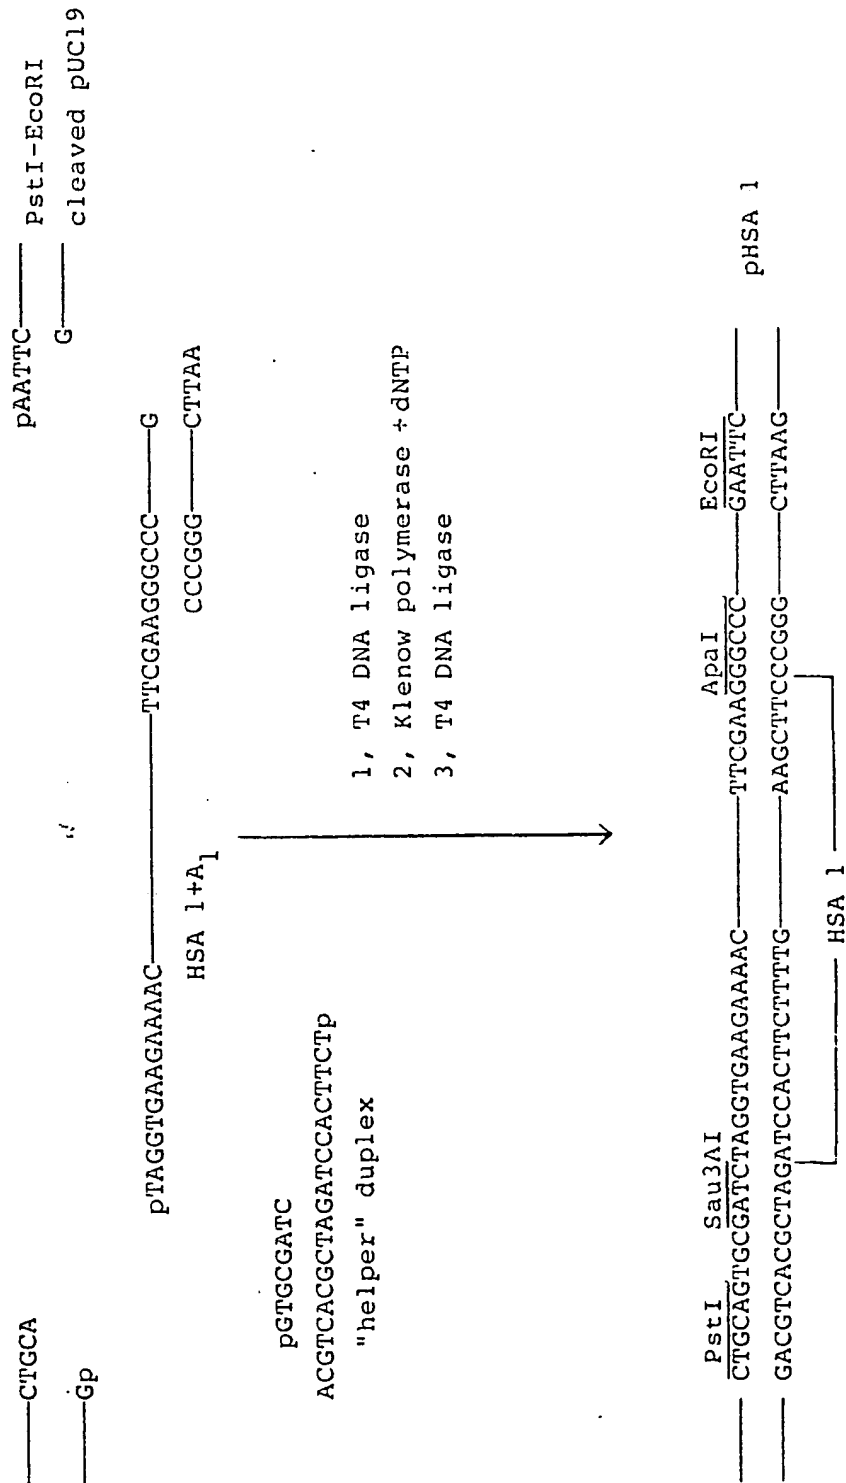 CTGCA
pAATTC
PstI-EcoRI
Gp
G
cleaved pUC19
pTAGGTGAAGAAAAC
TTCGAAGGGCCC
G
HSA 1+A1
CCCGGG
CTTAA
pGTGCGATC
ACGTCACGCTAGATCCACTTCTp
"helper" duplex
1, T4 DNA ligase
2, Klenow polymerase + dNTP
3, T4 DNA ligase
PstI
Sau3AI
ApaI
EcoRI
CTGCAGTGCGATCTAGGTGAAGAAAAC
TTCGAAGGGCCC
GAATTC
pHSA 1
GACGTCACGCTAGATCCACTTCTTTTG
AAGCTTCCCGGG
CTTAAG
HSA 1